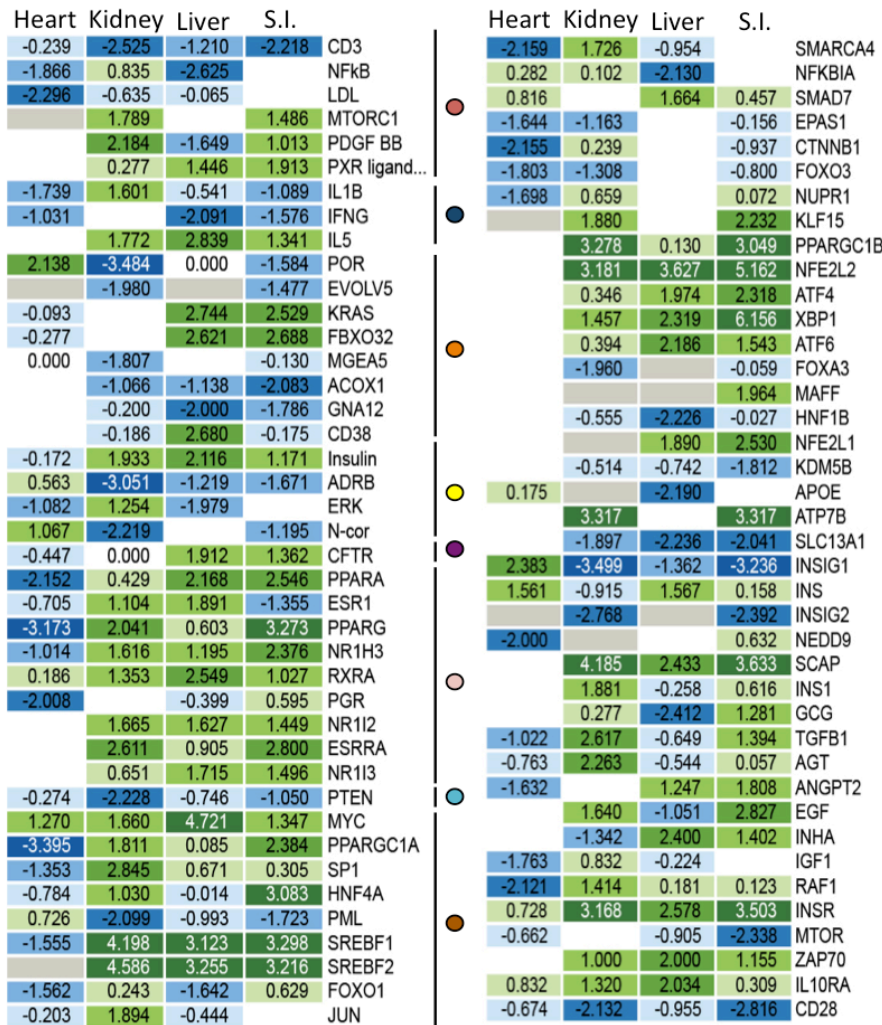 Heart Kidney Liver S.I.
-0.239 -2.525 -1.210 -2.218 CD3
-1.866 0.835 -2.625 NFkB
-2.296 -0.635 -0.065 LDL
1.789 1.486 MTORC1
2.184 -1.649 1.013 PDGF BB
0.277 1.446 1.913 PXR ligand...
-1.739 1.601 -0.541 -1.089 IL1B
-1.031 -2.091 -1.576 IFNG
1.772 2.839 1.341 IL5
2.138 -3.484 0.000 -1.584 POR
-1.980 -1.477 EVOLV5
-0.093 2.744 2.529 KRAS
-0.277 2.621 2.688 FBXO32
0.000 -1.807 -0.130 MGEA5
-1.066 -1.138 -2.083 ACOX1
-0.200 -2.000 -1.786 GNA12
-0.186 2.680 -0.175 CD38
-0.172 1.933 2.116 1.171 Insulin
0.563 -3.051 -1.219 -1.671 ADRB
-1.082 1.254 -1.979 ERK
1.067 -2.219 -1.195 N-cor
-0.447 0.000 1.912 1.362 CFTR
-2.152 0.429 2.168 2.546 PPARA
-0.705 1.104 1.891 -1.355 ESR1
-3.173 2.041 0.603 3.273 PPARG
-1.014 1.616 1.195 2.376 NR1H3
0.186 1.353 2.549 1.027 RXRA
-2.008 -0.399 0.595 PGR
1.665 1.627 1.449 NR1I2
2.611 0.905 2.800 ESRRA
0.651 1.715 1.496 NR1I3
-0.274 -2.228 -0.746 -1.050 PTEN
1.270 1.660 4.721 1.347 MYC
-3.395 1.811 0.085 2.384 PPARGC1A
-1.353 2.845 0.671 0.305 SP1
-0.784 1.030 -0.014 3.083 HNF4A
0.726 -2.099 -0.993 -1.723 PML
-1.555 4.198 3.123 3.298 SREBF1
4.586 3.255 3.216 SREBF2
-1.562 0.243 -1.642 0.629 FOXO1
-0.203 1.894 -0.444 JUN
Heart Kidney Liver S.I.
-2.159 1.726 -0.954 SMARCA4
0.282 0.102 -2.130 NFKBIA
0.816 1.664 0.457 SMAD7
-1.644 -1.163 -0.156 EPAS1
-2.155 0.239 -0.937 CTNNB1
-1.803 -1.308 -0.800 FOXO3
-1.698 0.659 0.072 NUPR1
1.880 2.232 KLF15
3.278 0.130 3.049 PPARGC1B
3.181 3.627 5.162 NFE2L2
0.346 1.974 2.318 ATF4
1.457 2.319 6.156 XBP1
0.394 2.186 1.543 ATF6
-1.960 -0.059 FOXA3
1.964 MAFF
-0.555 -2.226 -0.027 HNF1B
1.890 2.530 NFE2L1
-0.514 -0.742 -1.812 KDM5B
0.175 -2.190 APOE
3.317 3.317 ATP7B
-1.897 -2.236 -2.041 SLC13A1
2.383 -3.499 -1.362 -3.236 INSIG1
1.561 -0.915 1.567 0.158 INS
-2.768 -2.392 INSIG2
-2.000 0.632 NEDD9
4.185 2.433 3.633 SCAP
1.881 -0.258 0.616 INS1
0.277 -2.412 1.281 GCG
-1.022 2.617 -0.649 1.394 TGFB1
-0.763 2.263 -0.544 0.057 AGT
-1.632 1.247 1.808 ANGPT2
1.640 -1.051 2.827 EGF
-1.342 2.400 1.402 INHA
-1.763 0.832 -0.224 IGF1
-2.121 1.414 0.181 0.123 RAF1
0.728 3.168 2.578 3.503 INSR
-0.662 -0.905 -2.338 MTOR
1.000 2.000 1.155 ZAP70
0.832 1.320 2.034 0.309 IL10RA
-0.674 -2.132 -0.955 -2.816 CD28